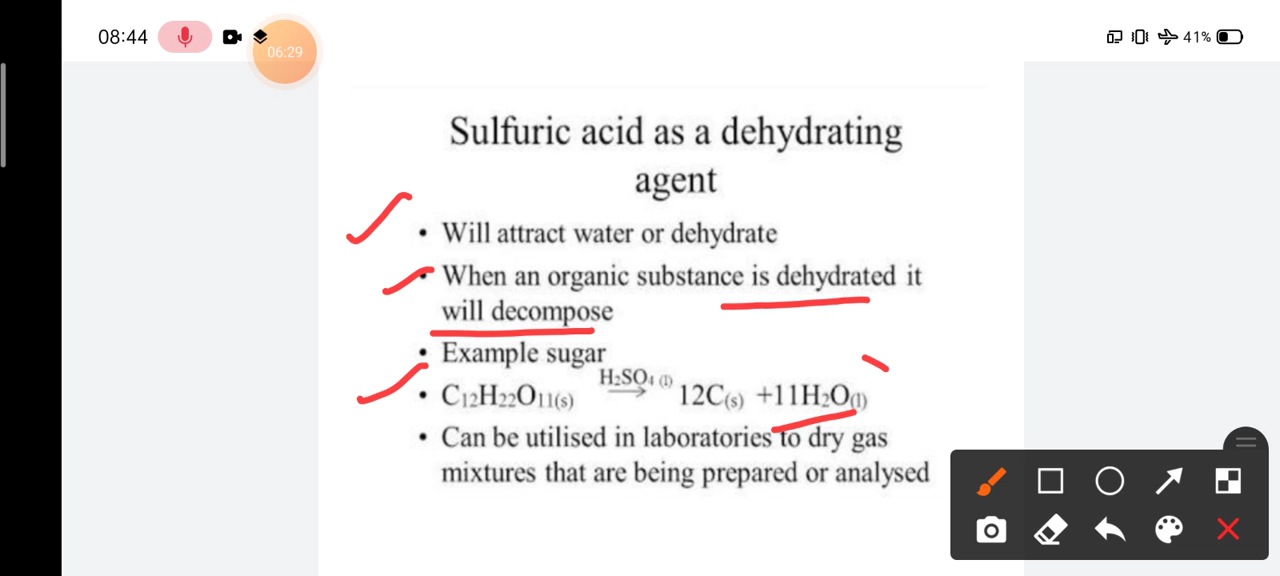 08:44
06:29
41%
Sulfuric acid as a dehydrating
agent
• Will attract water or dehydrate
• When an organic substance is dehydrated it
will decompose
• Example sugar
• C₁₂H₂₂O₁₁(s) H₂SO₄ (l) → 12C(s) +11H₂O(l)
• Can be utilised in laboratories to dry gas
mixtures that are being prepared or analysed